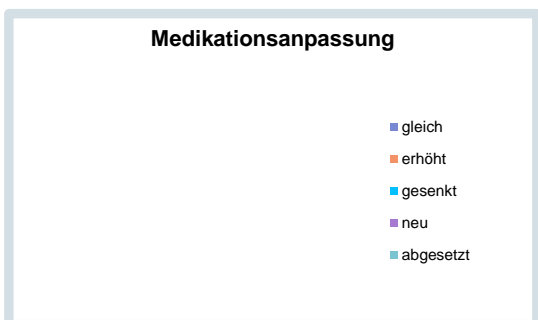 Medikationsanpassung
gleich
erhöht
gesenkt
neu
abgesetzt